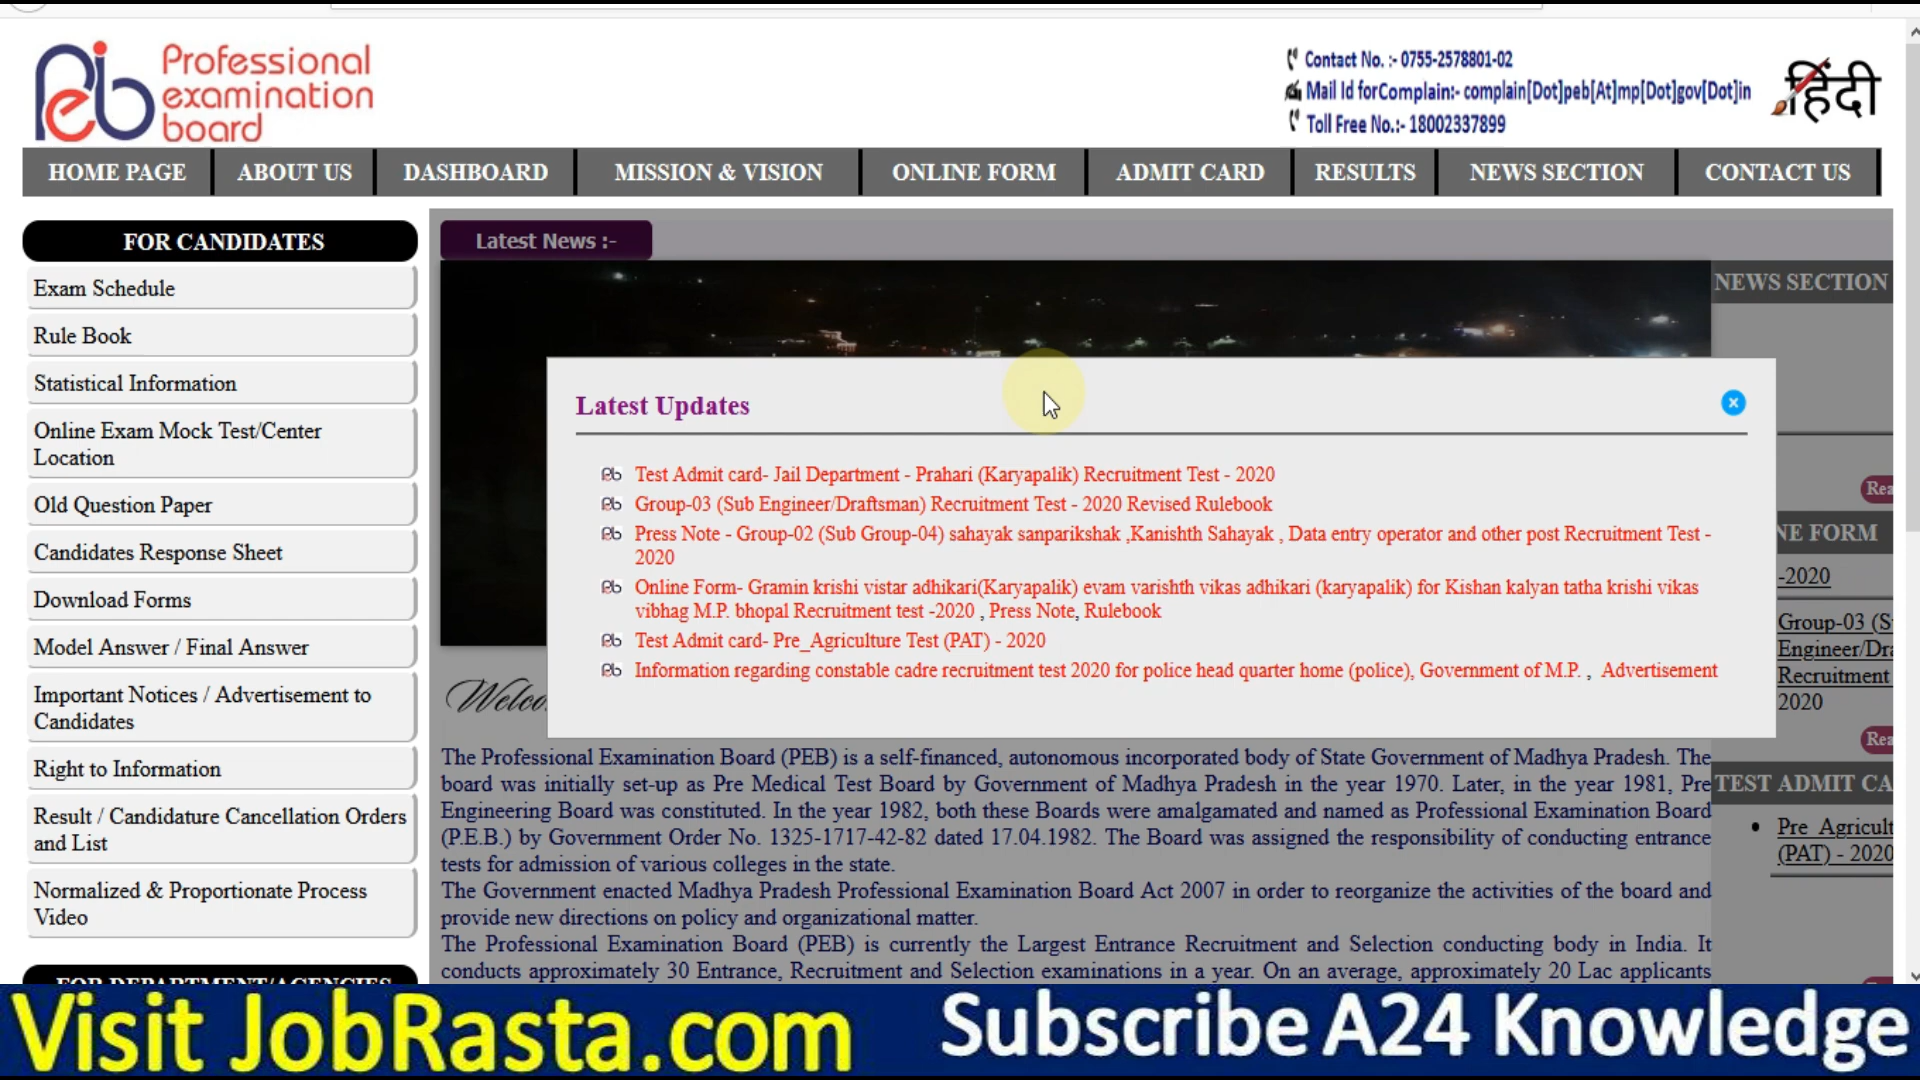 Professional
examination
board
Contact No. :- 0755-2578801-02
Mail Id forComplain:- complain[Dot]peb[At]mp[Dot]gov[Dot]in
Toll Free No.:- 18002337899
हिंदी
HOME PAGE
ABOUT US
DASHBOARD
MISSION & VISION
ONLINE FORM
ADMIT CARD
RESULTS
NEWS SECTION
CONTACT US
FOR CANDIDATES
Exam Schedule
Rule Book
Statistical Information
Online Exam Mock Test/Center
Location
Old Question Paper
Candidates Response Sheet
Download Forms
Model Answer / Final Answer
Important Notices / Advertisement to
Candidates
Right to Information
Result / Candidature Cancellation Orders
and List
Normalized & Proportionate Process
Video
FOR DEPARTMENT/AGENCIES
Latest News :-
Latest Updates
Test Admit card- Jail Department - Prahari (Karyapalik) Recruitment Test - 2020
Group-03 (Sub Engineer/Draftsman) Recruitment Test - 2020 Revised Rulebook
Press Note - Group-02 (Sub Group-04) sahayak sanparikshak ,Kanishth Sahayak , Data entry operator and other post Recruitment Test -
2020
Online Form- Gramin krishi vistar adhikari(Karyapalik) evam varishth vikas adhikari (karyapalik) for Kishan kalyan tatha krishi vikas
vibhag M.P. bhopal Recruitment test -2020 , Press Note, Rulebook
Test Admit card- Pre_Agriculture Test (PAT) - 2020
Information regarding constable cadre recruitment test 2020 for police head quarter home (police), Government of M.P. , Advertisement
The Professional Examination Board (PEB) is a self-financed, autonomous incorporated body of State Government of Madhya Pradesh. The
board was initially set-up as Pre Medical Test Board by Government of Madhya Pradesh in the year 1970. Later, in the year 1981, Pre
Engineering Board was constituted. In the year 1982, both these Boards were amalgamated and named as Professional Examination Board
(P.E.B.) by Government Order No. 1325-1717-42-82 dated 17.04.1982. The Board was assigned the responsibility of conducting entrance
tests for admission of various colleges in the state.
The Government enacted Madhya Pradesh Professional Examination Board Act 2007 in order to reorganize the activities of the board and
provide new directions on policy and organizational matter.
The Professional Examination Board (PEB) is currently the Largest Entrance Recruitment and Selection conducting body in India. It
conducts approximately 30 Entrance, Recruitment and Selection examinations in a year. On an average, approximately 20 Lac applicants
NEWS SECTION
Rea
NE FORM
-2020
Group-03 (S
Engineer/Dra
Recruitment
2020
Rea
TEST ADMIT CA
Pre_Agricult
(PAT) - 2020
Visit JobRasta.com
Subscribe A24 Knowledge